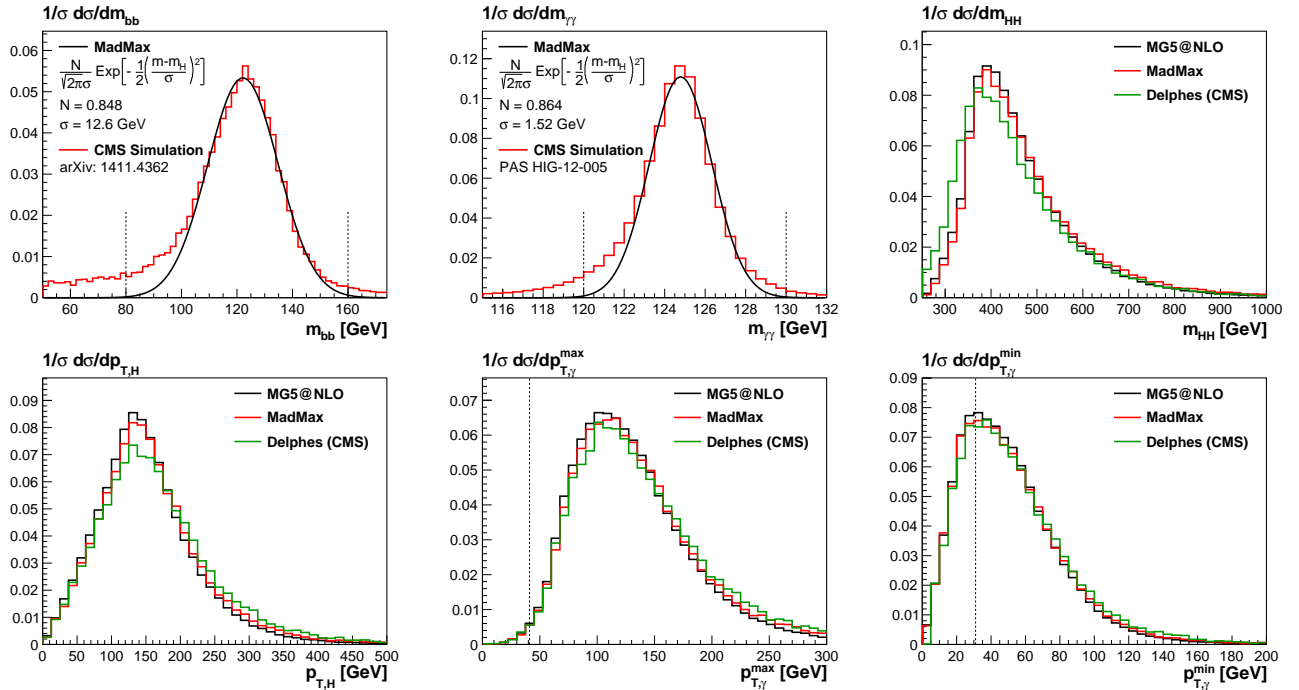 1/σ dσ/dm_bb
0.06
0.05
0.04
0.03
0.02
0.01
0
MadMax
N/√2πσ Exp[-1/2(m-m_H/σ)²]
N = 0.848
σ = 12.6 GeV
CMS Simulation
arXiv: 1411.4362
60 80 100 120 140 160
m_bb [GeV]
1/σ dσ/dm_γγ
0.12
0.10
0.08
0.06
0.04
0.02
0
MadMax
N/√2πσ Exp[-1/2(m-m_H/σ)²]
N = 0.864
σ = 1.52 GeV
CMS Simulation
PAS HIG-12-005
116 118 120 122 124 126 128 130 132
m_γγ [GeV]
1/σ dσ/dm_HH
0.1
0.08
0.06
0.04
0.02
0
MG5@NLO
MadMax
Delphes (CMS)
300 400 500 600 700 800 900 1000
m_HH [GeV]
1/σ dσ/dp_T,H
0.09
0.08
0.07
0.06
0.05
0.04
0.03
0.02
0.01
0
MG5@NLO
MadMax
Delphes (CMS)
0 50 100 150 200 250 300 350 400 450 500
p_T,H [GeV]
1/σ dσ/dp_T,γ^max
0.07
0.06
0.05
0.04
0.03
0.02
0.01
0
MG5@NLO
MadMax
Delphes (CMS)
0 50 100 150 200 250 300
p_T,γ^max [GeV]
1/σ dσ/dp_T,γ^min
0.09
0.08
0.07
0.06
0.05
0.04
0.03
0.02
0.01
0
MG5@NLO
MadMax
Delphes (CMS)
0 20 40 60 80 100 120 140 160 180 200
p_T,γ^min [GeV]